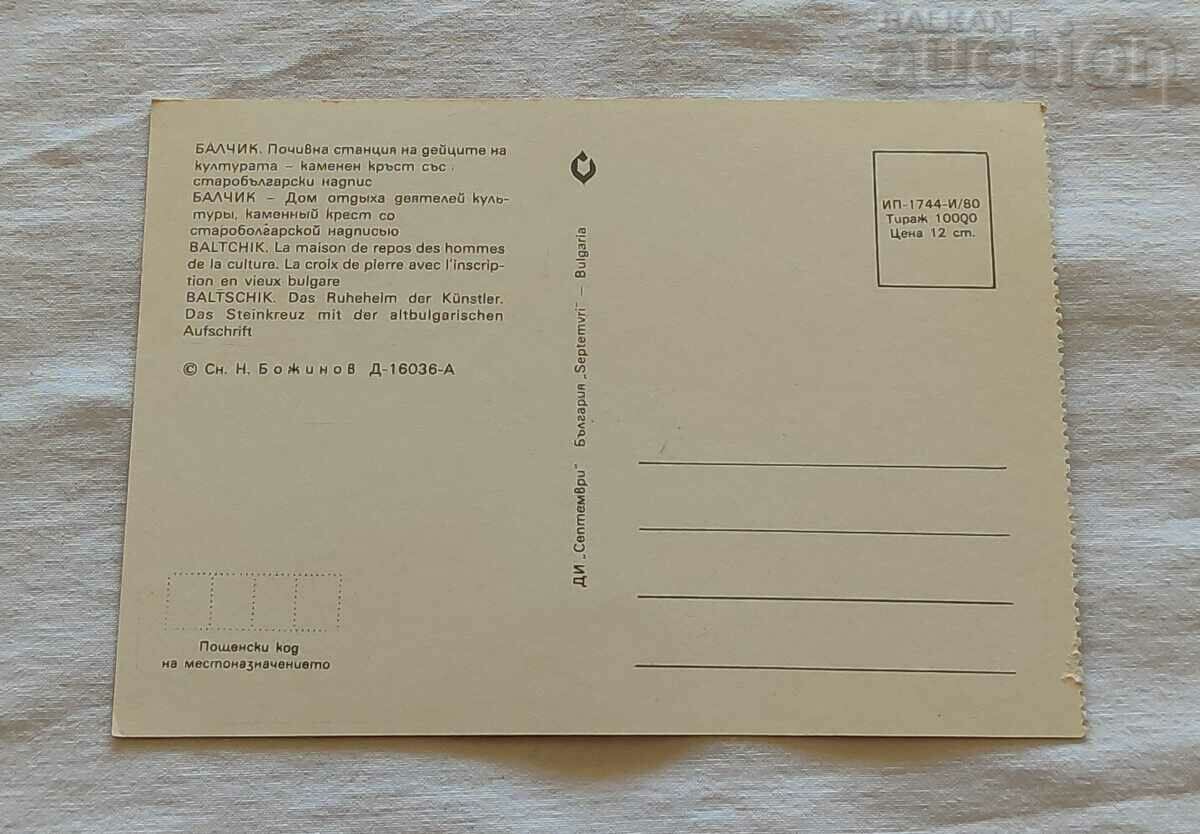 BALKAN
auction
БАЛЧИК. Почивна станция на дейците на
културата – каменен кръст със
старобългарски надпис
БАЛЧИК – Дом отдыха деятелей куль-
туры, каменный крест со
староболгарской надписью
BALTCHIK. La maison de repos des hommes
de la culture. La croix de pierre avec l'inscrip-
tion en vieux bulgare
BALTSCHIK. Das Ruheheim der Künstler.
Das Steinkreuz mit der altbulgarischen
Aufschrift
© Сн. Н. Божинов Д-16036-А
Пощенски код
на местоназначението
ДИ „Септември" България „Septemvri" – Bulgaria
ИП-1744-И/80
Тираж 10000
Цена 12 ст.